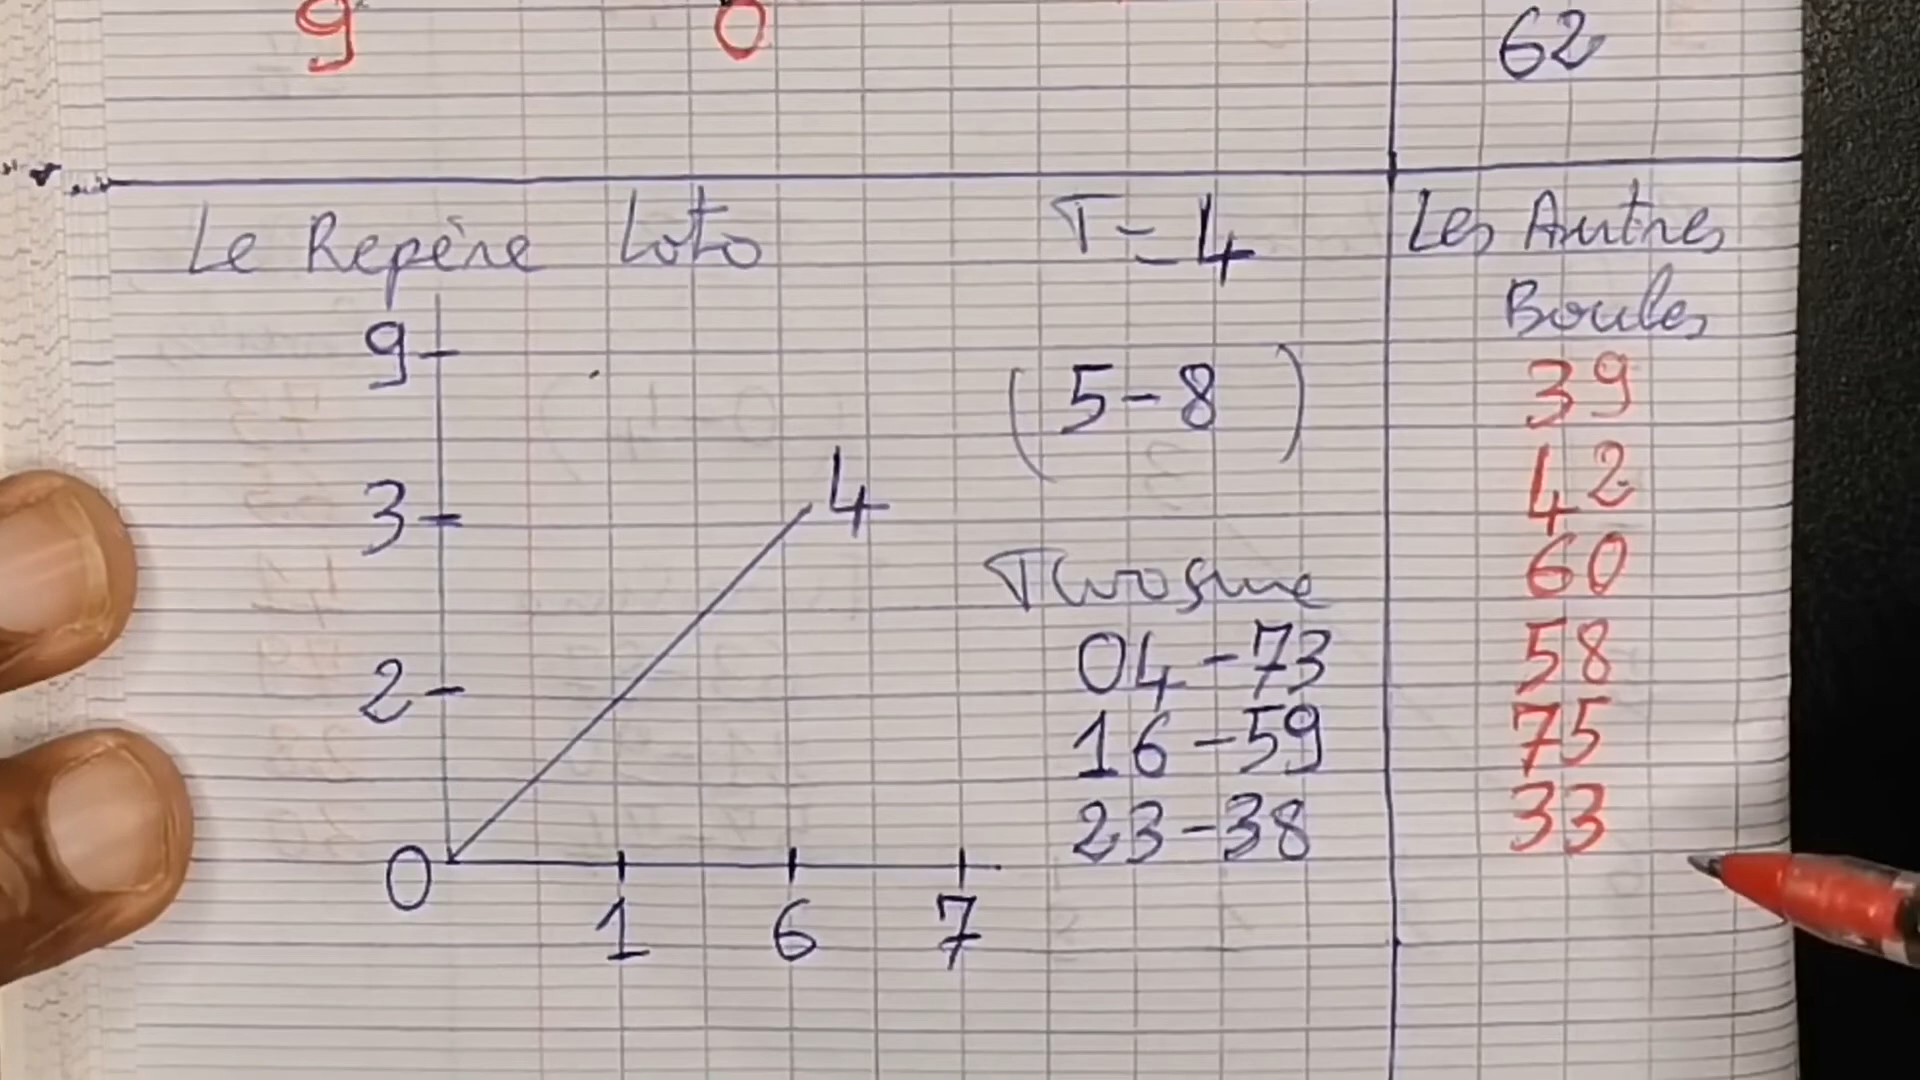 9 0 62
Le Repère Loto
T = 4
9
3
2
0
4
1 6 7
(5-8)
Twosure
04-73
16-59
23-38
Les Autres
Boules
39
42
60
58
75
33